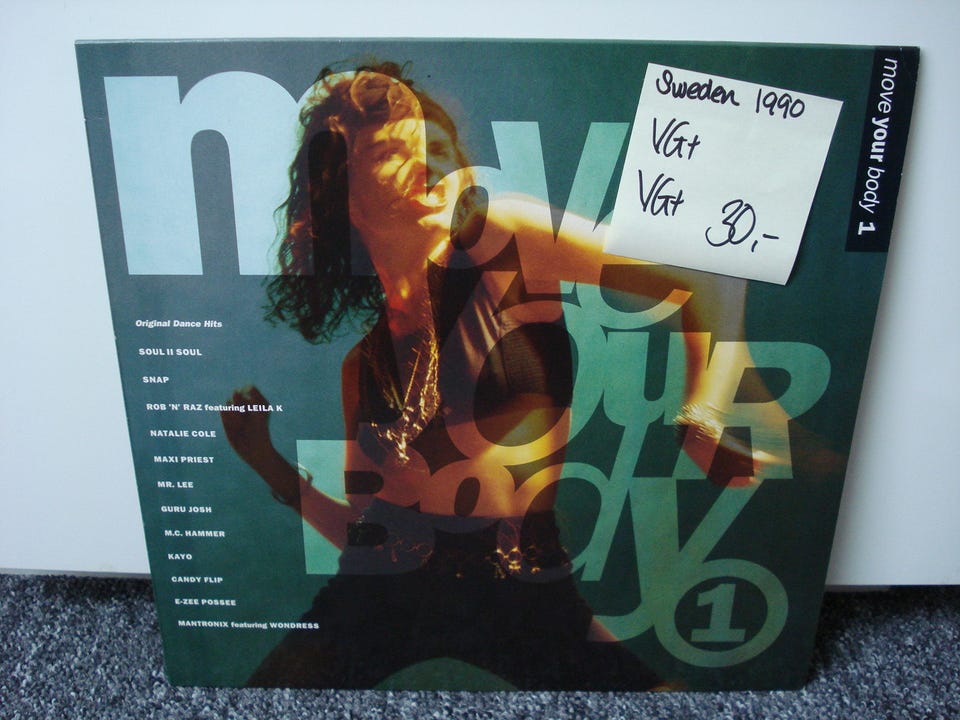 move
your
Body
1
Sweden 1990
VG+
VG+ 30,-
move your body 1
Original Dance Hits
SOUL II SOUL
SNAP
ROB 'N' RAZ featuring LEILA K
NATALIE COLE
MAXI PRIEST
MR. LEE
GURU JOSH
M.C. HAMMER
KAYO
CANDY FLIP
E-ZEE POSSEE
MANTRONIX featuring WONDRESS